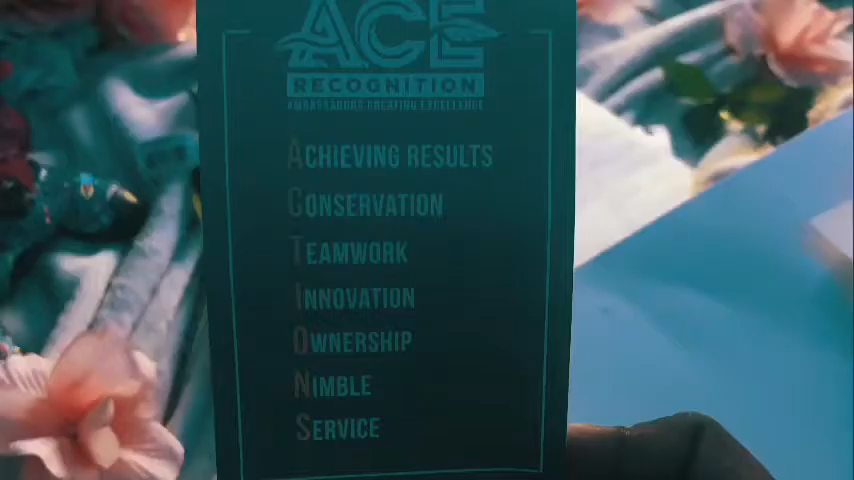 ACE
RECOGNITION
AMBASSADORS CREATING EXCELLENCE
ACHIEVING RESULTS
CONSERVATION
TEAMWORK
INNOVATION
OWNERSHIP
NIMBLE
SERVICE